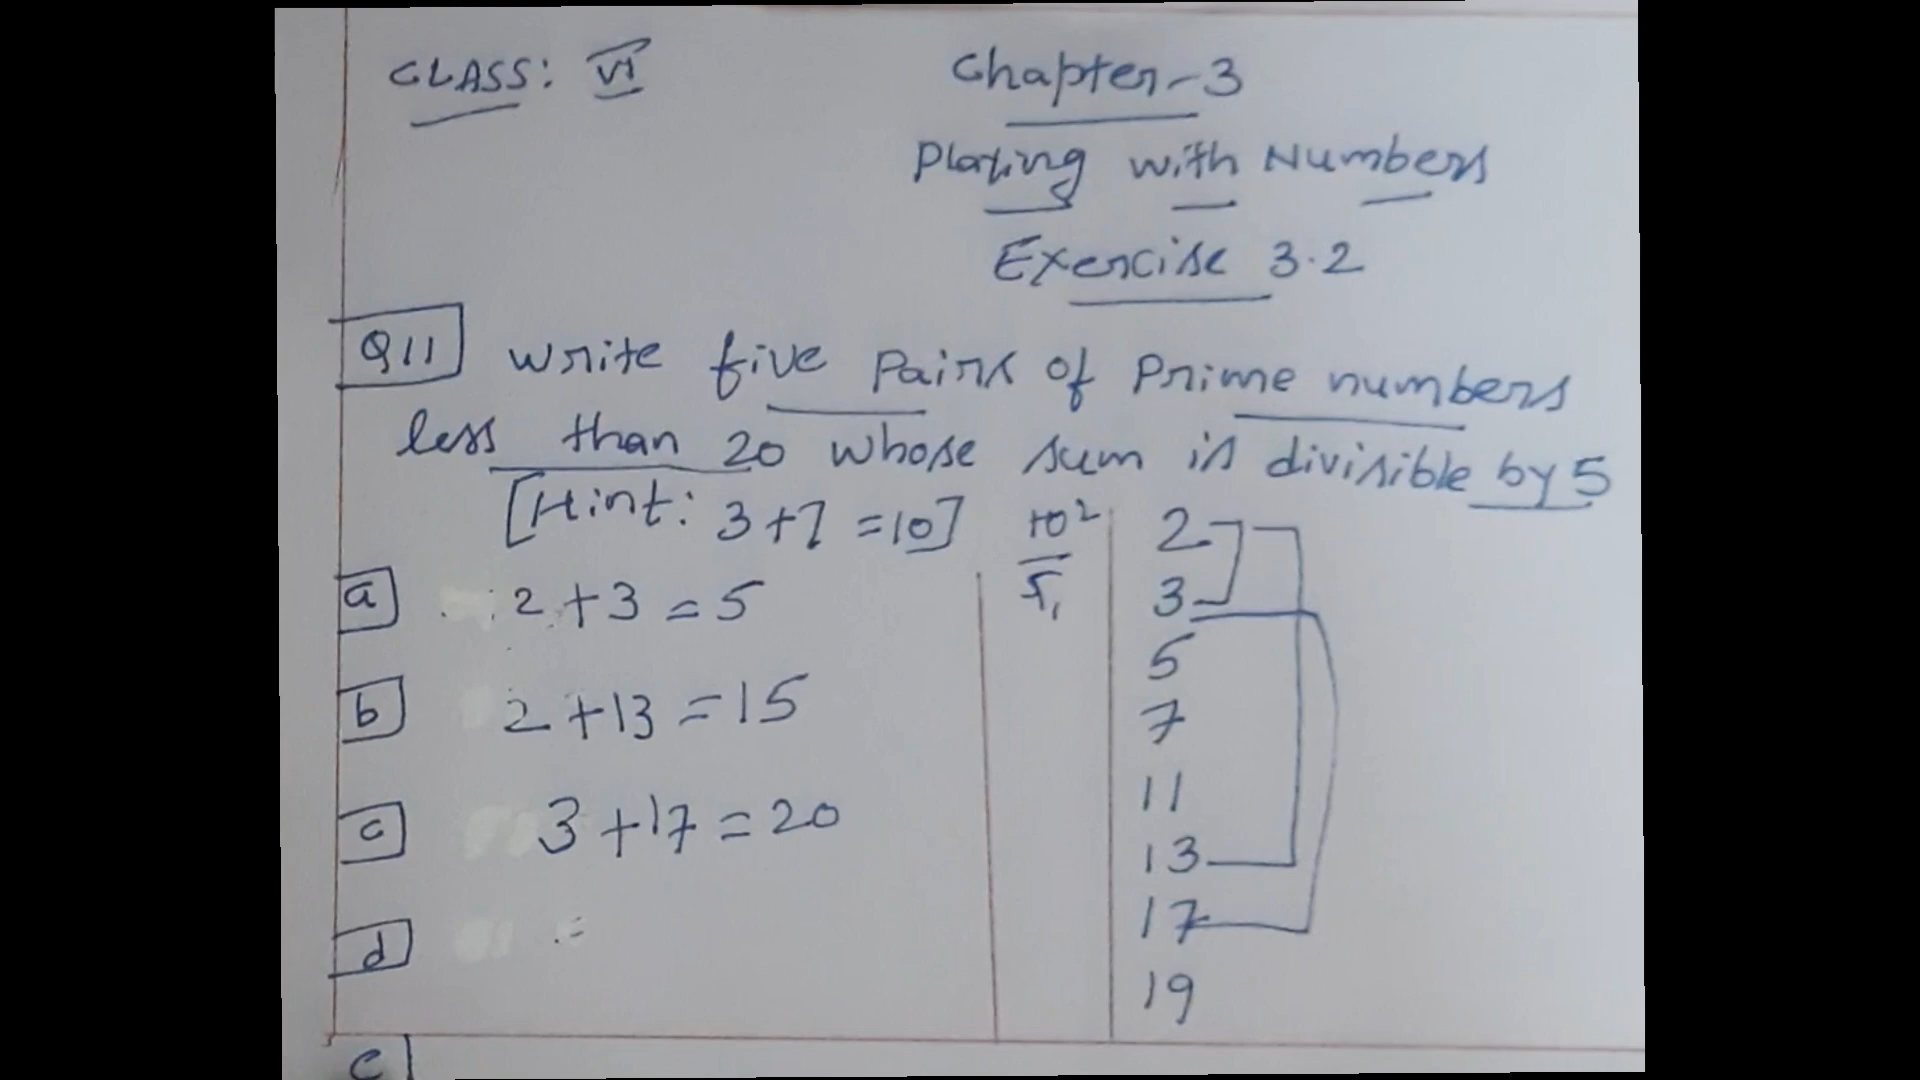 CLASS: VI
Chapter-3
Playing with Numbers
Exercise 3.2
Q11 Write five Pairs of Prime numbers
less than 20 whose sum is divisible by 5
[Hint: 3+7 =10] 10² / 5₁
a 2+3 = 5
b 2+13 = 15
c 3+17 = 20
d =
e
2
3
5
7
11
13
17
19